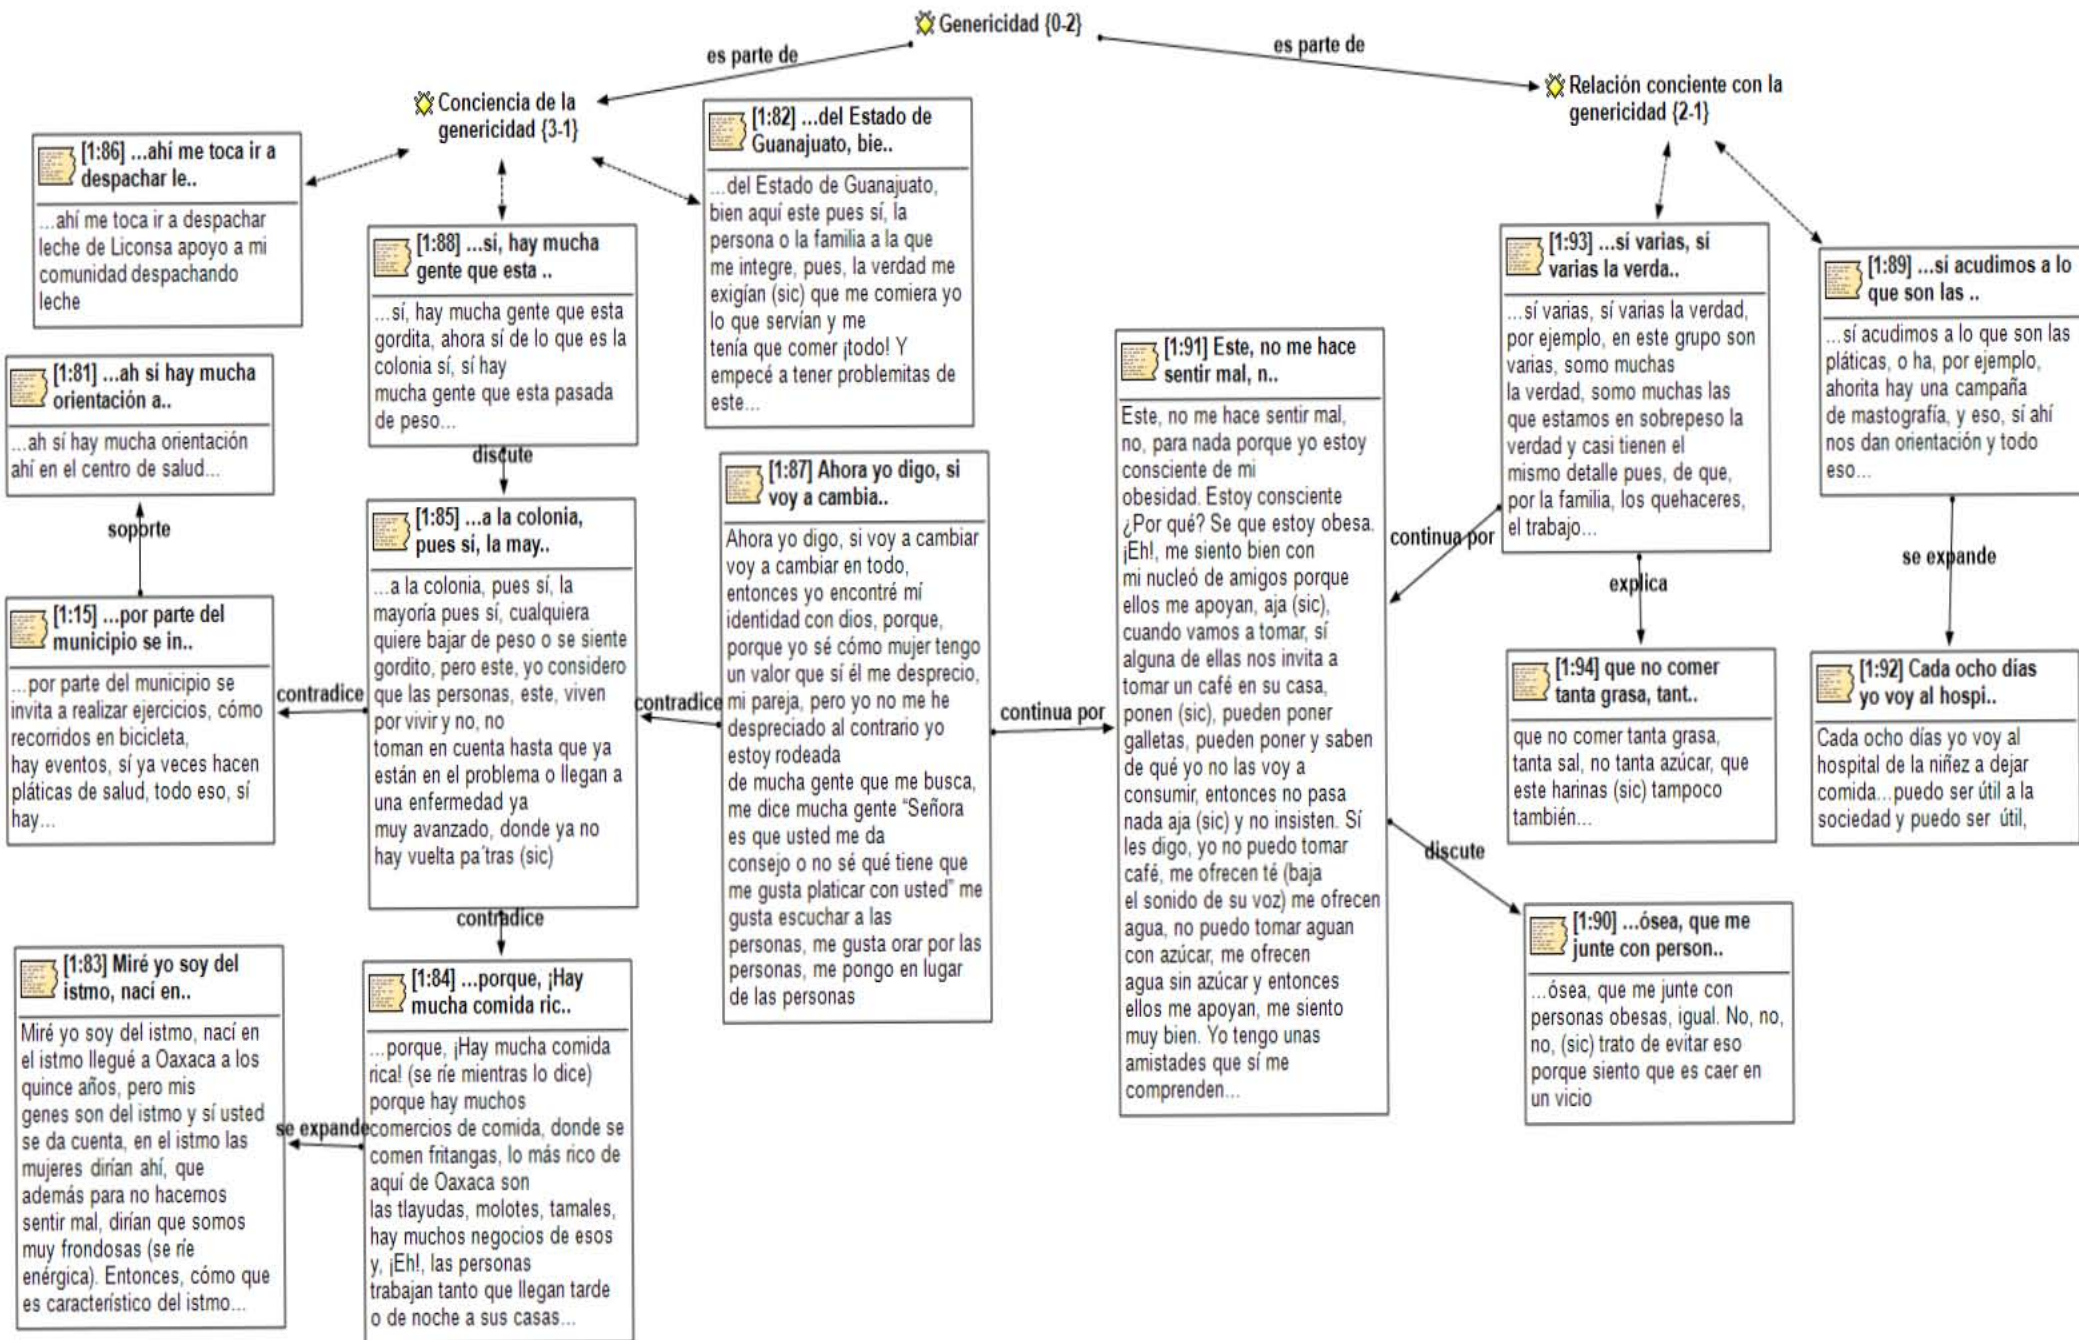 Genericidad {0-2}
es parte de
es parte de
Conciencia de la
genericidad {3-1}
Relación conciente con la
genericidad {2-1}
[1:86] ...ahí me toca ir a
despachar le..
...ahí me toca ir a despachar
leche de Liconsa apoyo a mi
comunidad despachando
leche
[1:88] ...sí, hay mucha
gente que esta ..
...sí, hay mucha gente que esta
gordita, ahora sí de lo que es la
colonia sí, sí hay
mucha gente que esta pasada
de peso...
[1:82] ...del Estado de
Guanajuato, bie..
...del Estado de Guanajuato,
bien aquí este pues sí, la
persona o la familia a la que
me integre, pues, la verdad me
exigían (sic) que me comiera yo
lo que servían y me
tenía que comer ¡todo! Y
empecé a tener problemitas de
este...
[1:81] ...ah sí hay mucha
orientación a..
...ah sí hay mucha orientación
ahí en el centro de salud...
soporte
[1:15] ...por parte del
municipio se in..
...por parte del municipio se
invita a realizar ejercicios, cómo
recorridos en bicicleta,
hay eventos, sí ya veces hacen
pláticas de salud, todo eso, sí
hay...
contradice
discute
[1:85] ...a la colonia,
pues sí, la may..
...a la colonia, pues sí, la
mayoría pues sí, cualquiera
quiere bajar de peso o se siente
gordito, pero este, yo considero
que las personas, este, viven
por vivir y no, no
toman en cuenta hasta que ya
están en el problema o llegan a
una enfermedad ya
muy avanzado, donde ya no
hay vuelta pa´tras (sic)
contradice
contradice
[1:83] Miré yo soy del
istmo, nací en..
Miré yo soy del istmo, nací en
el istmo llegué a Oaxaca a los
quince años, pero mis
genes son del istmo y sí usted
se da cuenta, en el istmo las
mujeres dirían ahí, que
además para no hacernos
sentir mal, dirían que somos
muy frondosas (se ríe
enérgica). Entonces, cómo que
es característico del istmo...
se expande
[1:84] ...porque, ¡Hay
mucha comida ric..
...porque, ¡Hay mucha comida
rica! (se ríe mientras lo dice)
porque hay muchos
comercios de comida, donde se
comen fritangas, lo más rico de
aquí de Oaxaca son
las tlayudas, molotes, tamales,
hay muchos negocios de esos
y, ¡Eh!, las personas
trabajan tanto que llegan tarde
o de noche a sus casas...
[1:87] Ahora yo digo, si
voy a cambia..
Ahora yo digo, si voy a cambiar
voy a cambiar en todo,
entonces yo encontré mí
identidad con dios, porque,
porque yo sé cómo mujer tengo
un valor que sí él me desprecio,
mi pareja, pero yo no me he
despreciado al contrario yo
estoy rodeada
de mucha gente que me busca,
me dice mucha gente “Señora
es que usted me da
consejo o no sé qué tiene que
me gusta platicar con usted” me
gusta escuchar a las
personas, me gusta orar por las
personas, me pongo en lugar
de las personas
continua por
[1:91] Este, no me hace
sentir mal, n..
Este, no me hace sentir mal,
no, para nada porque yo estoy
consciente de mi
obesidad. Estoy consciente
¿Por qué? Se que estoy obesa.
¡Eh!, me siento bien con
mi nucleó de amigos porque
ellos me apoyan, aja (sic),
cuando vamos a tomar, sí
alguna de ellas nos invita a
tomar un café en su casa,
ponen (sic), pueden poner
galletas, pueden poner y saben
de qué yo no las voy a
consumir, entonces no pasa
nada aja (sic) y no insisten. Sí
les digo, yo no puedo tomar
café, me ofrecen té (baja
el sonido de su voz) me ofrecen
agua, no puedo tomar aguan
con azúcar, me ofrecen
agua sin azúcar y entonces
ellos me apoyan, me siento
muy bien. Yo tengo unas
amistades que sí me
comprenden...
continua por
discute
[1:93] ...sí varias, sí
varias la verda..
...sí varias, sí varias la verdad,
por ejemplo, en este grupo son
varias, somo muchas
la verdad, somo muchas las
que estamos en sobrepeso la
verdad y casi tienen el
mismo detalle pues, de que,
por la familia, los quehaceres,
el trabajo...
explica
[1:94] que no comer
tanta grasa, tant..
que no comer tanta grasa,
tanta sal, no tanta azúcar, que
este harinas (sic) tampoco
también...
[1:90] ...ósea, que me
junte con person..
...ósea, que me junte con
personas obesas, igual. No, no,
no, (sic) trato de evitar eso
porque siento que es caer en
un vicio
[1:89] ...sí acudimos a lo
que son las ..
...sí acudimos a lo que son las
pláticas, o ha, por ejemplo,
ahorita hay una campaña
de mastografía, y eso, sí ahí
nos dan orientación y todo
eso...
se expande
[1:92] Cada ocho días
yo voy al hospi..
Cada ocho días yo voy al
hospital de la niñez a dejar
comida...puedo ser útil a la
sociedad y puedo ser útil,